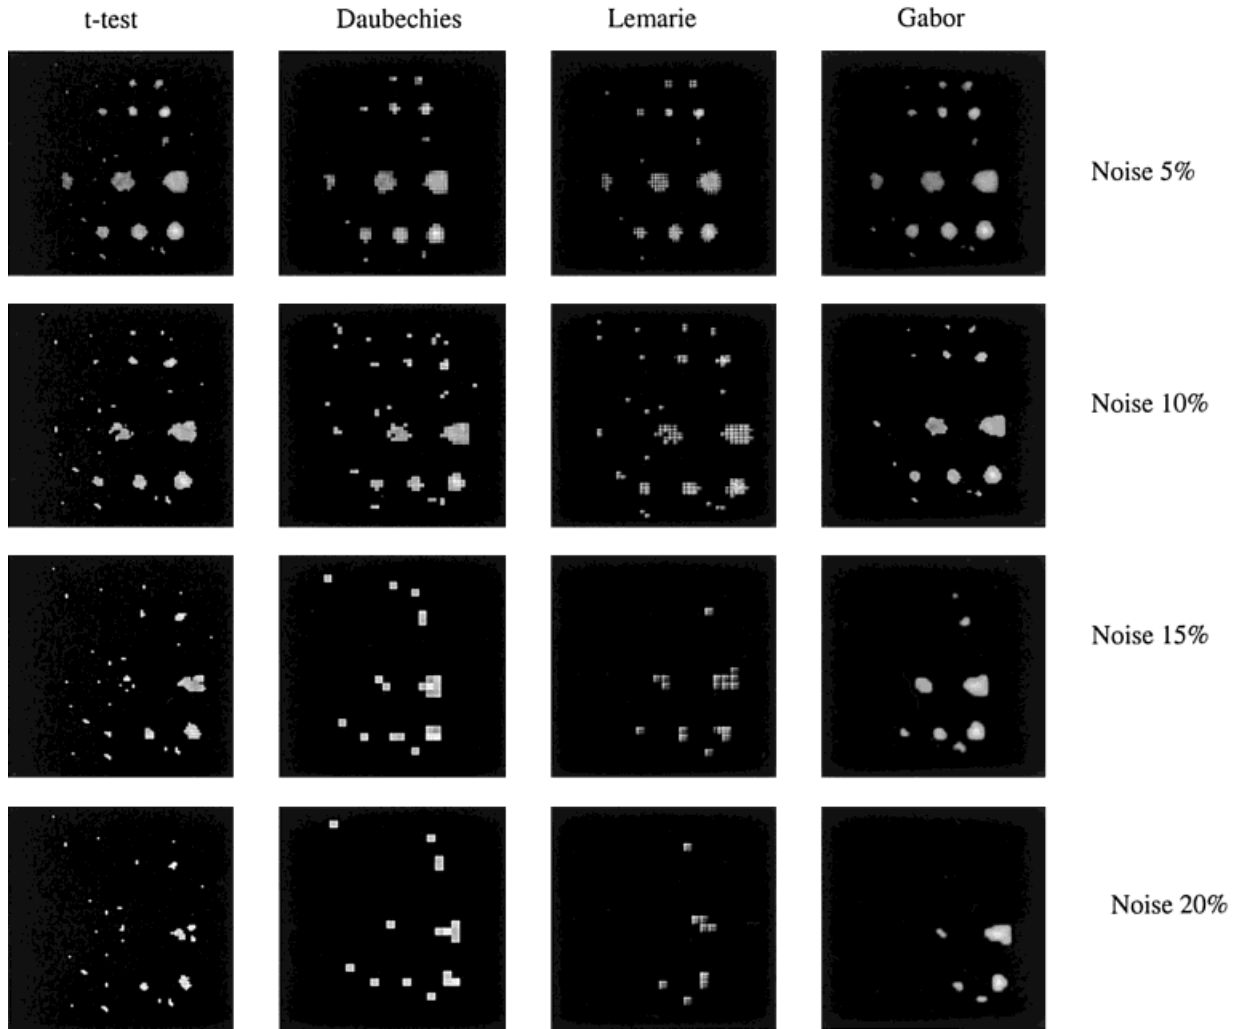 t-test Daubechies Lemarie Gabor
Noise 5%
Noise 10%
Noise 15%
Noise 20%